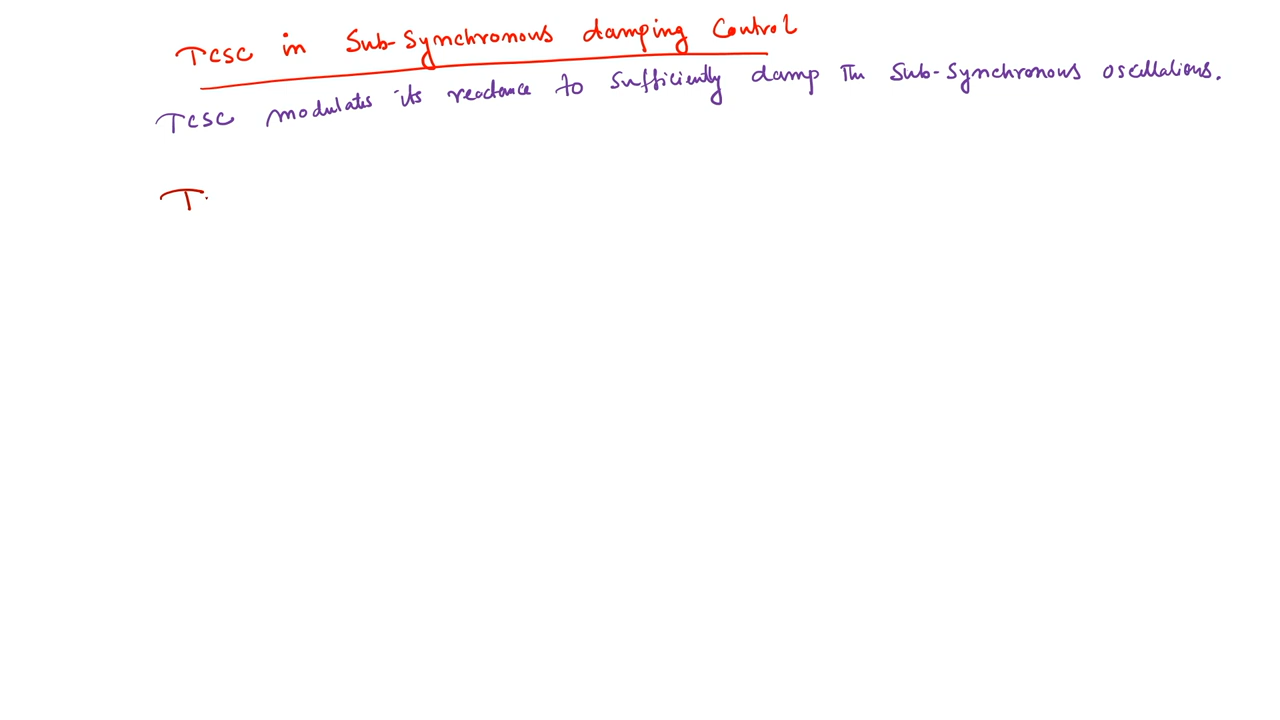 TCSC in Sub-Synchronous damping Control
TCSC modulates its reactance to sufficiently damp The Sub-Synchronous oscillations.
T